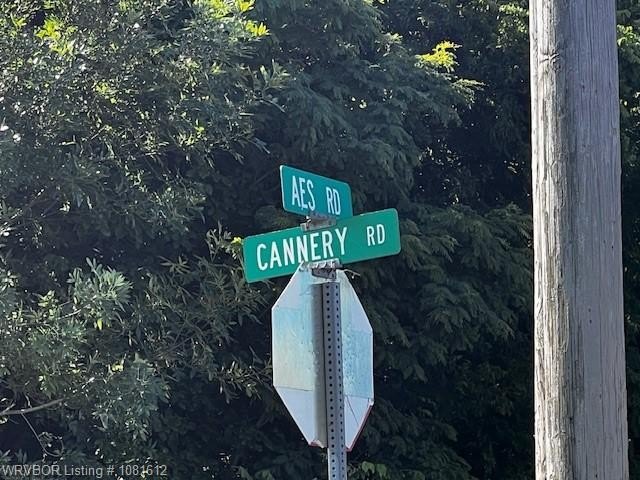 AES RD
CANNERY RD
WRVBOR Listing # 1081612